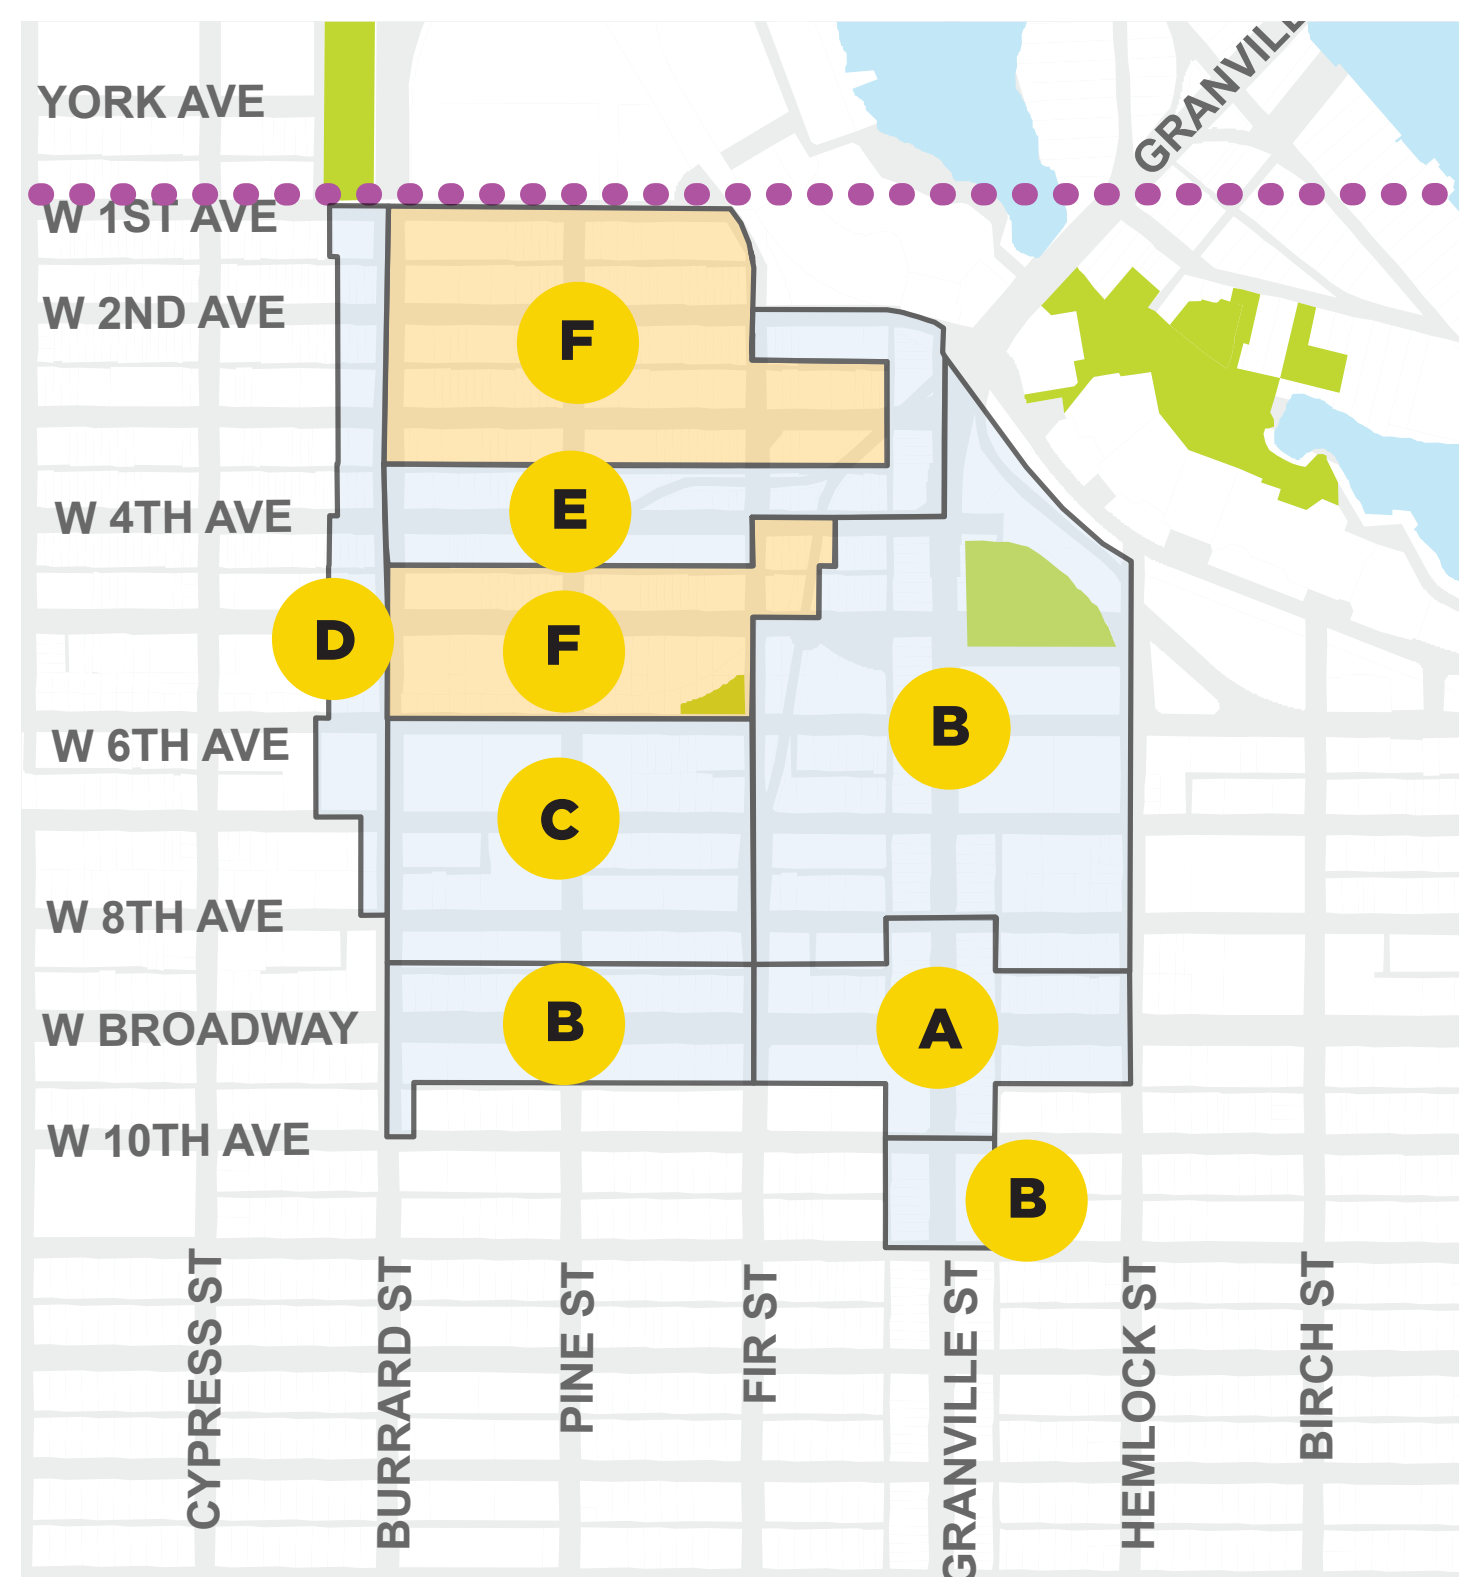 GRANVILL
YORK AVE
W 1ST AVE
W 2ND AVE
F
E
W 4TH AVE
D
F
B
W 6TH AVE
C
W 8TH AVE
W BROADWAY
B
A
W 10TH AVE
B
CYPRESS ST
BURRARD ST
PINE ST
FIR ST
GRANVILLE ST
HEMLOCK ST
BIRCH ST